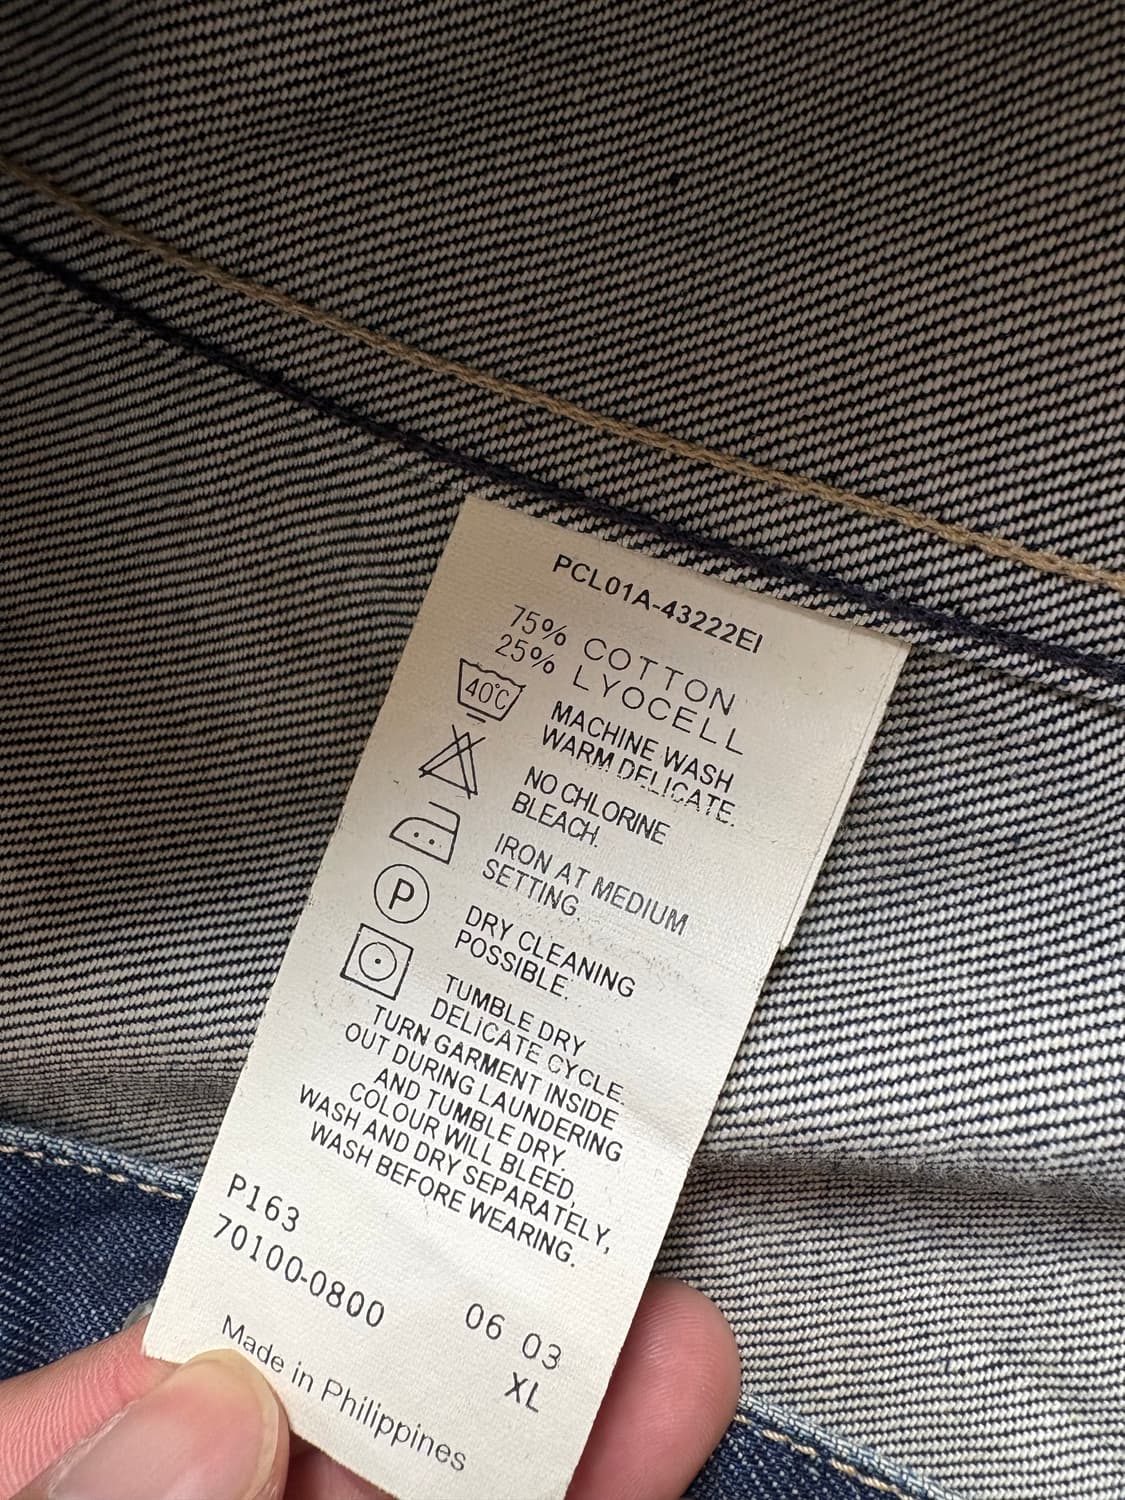 PCL01A-43222EI
75% COTTON
25% LYOCELL
40°C
MACHINE WASH
WARM DELICATE.
NO CHLORINE
BLEACH.
IRON AT MEDIUM
SETTING
P
DRY CLEANING
POSSIBLE.
TUMBLE DRY
DELICATE CYCLE.
TURN GARMENT INSIDE
OUT DURING LAUNDERING
AND TUMBLE DRY.
COLOUR WILL BLEED,
WASH AND DRY SEPARATELY,
WASH BEFORE WEARING.
P163
70100-0800
06 03
XL
Made in Philippines